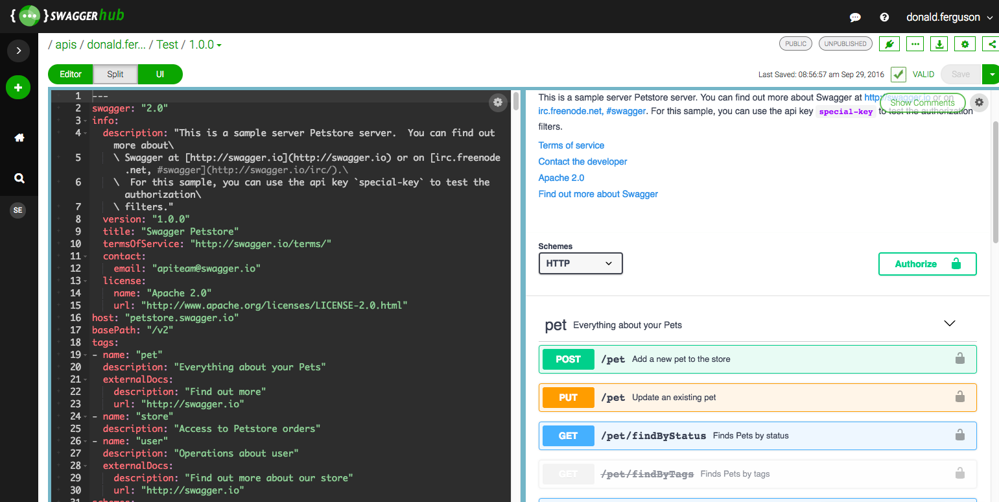 {...} SWAGGERhub
donald.ferguson
/ apis / donald.fer... / Test / 1.0.0
PUBLIC UNPUBLISHED
Editor Split UI
Last Saved: 08:56:57 am Sep 29, 2016 VALID Save
SE
1 ---
2 swagger: "2.0"
3 info:
4 description: "This is a sample server Petstore server.  You can find out
more about\
5 \ Swagger at [http://swagger.io](http://swagger.io) or on [irc.freenode
.net, #swagger](http://swagger.io/irc/).\
6 \  For this sample, you can use the api key `special-key` to test the
authorization\
7 \ filters."
8 version: "1.0.0"
9 title: "Swagger Petstore"
10 termsOfService: "http://swagger.io/terms/"
11 contact:
12 email: "apiteam@swagger.io"
13 license:
14 name: "Apache 2.0"
15 url: "http://www.apache.org/licenses/LICENSE-2.0.html"
16 host: "petstore.swagger.io"
17 basePath: "/v2"
18 tags:
19 - name: "pet"
20 description: "Everything about your Pets"
21 externalDocs:
22 description: "Find out more"
23 url: "http://swagger.io"
24 - name: "store"
25 description: "Access to Petstore orders"
26 - name: "user"
27 description: "Operations about user"
28 externalDocs:
29 description: "Find out more about our store"
30 url: "http://swagger.io"
31 schemes:
This is a sample server Petstore server. You can find out more about Swagger at http://swagger.io or on
Show Comments
irc.freenode.net, #swagger. For this sample, you can use the api key special-key to test the authorization
filters.
Terms of service
Contact the developer
Apache 2.0
Find out more about Swagger
Schemes
HTTP
Authorize
pet Everything about your Pets
POST /pet Add a new pet to the store
PUT /pet Update an existing pet
GET /pet/findByStatus Finds Pets by status
GET /pet/findByTags Finds Pets by tags